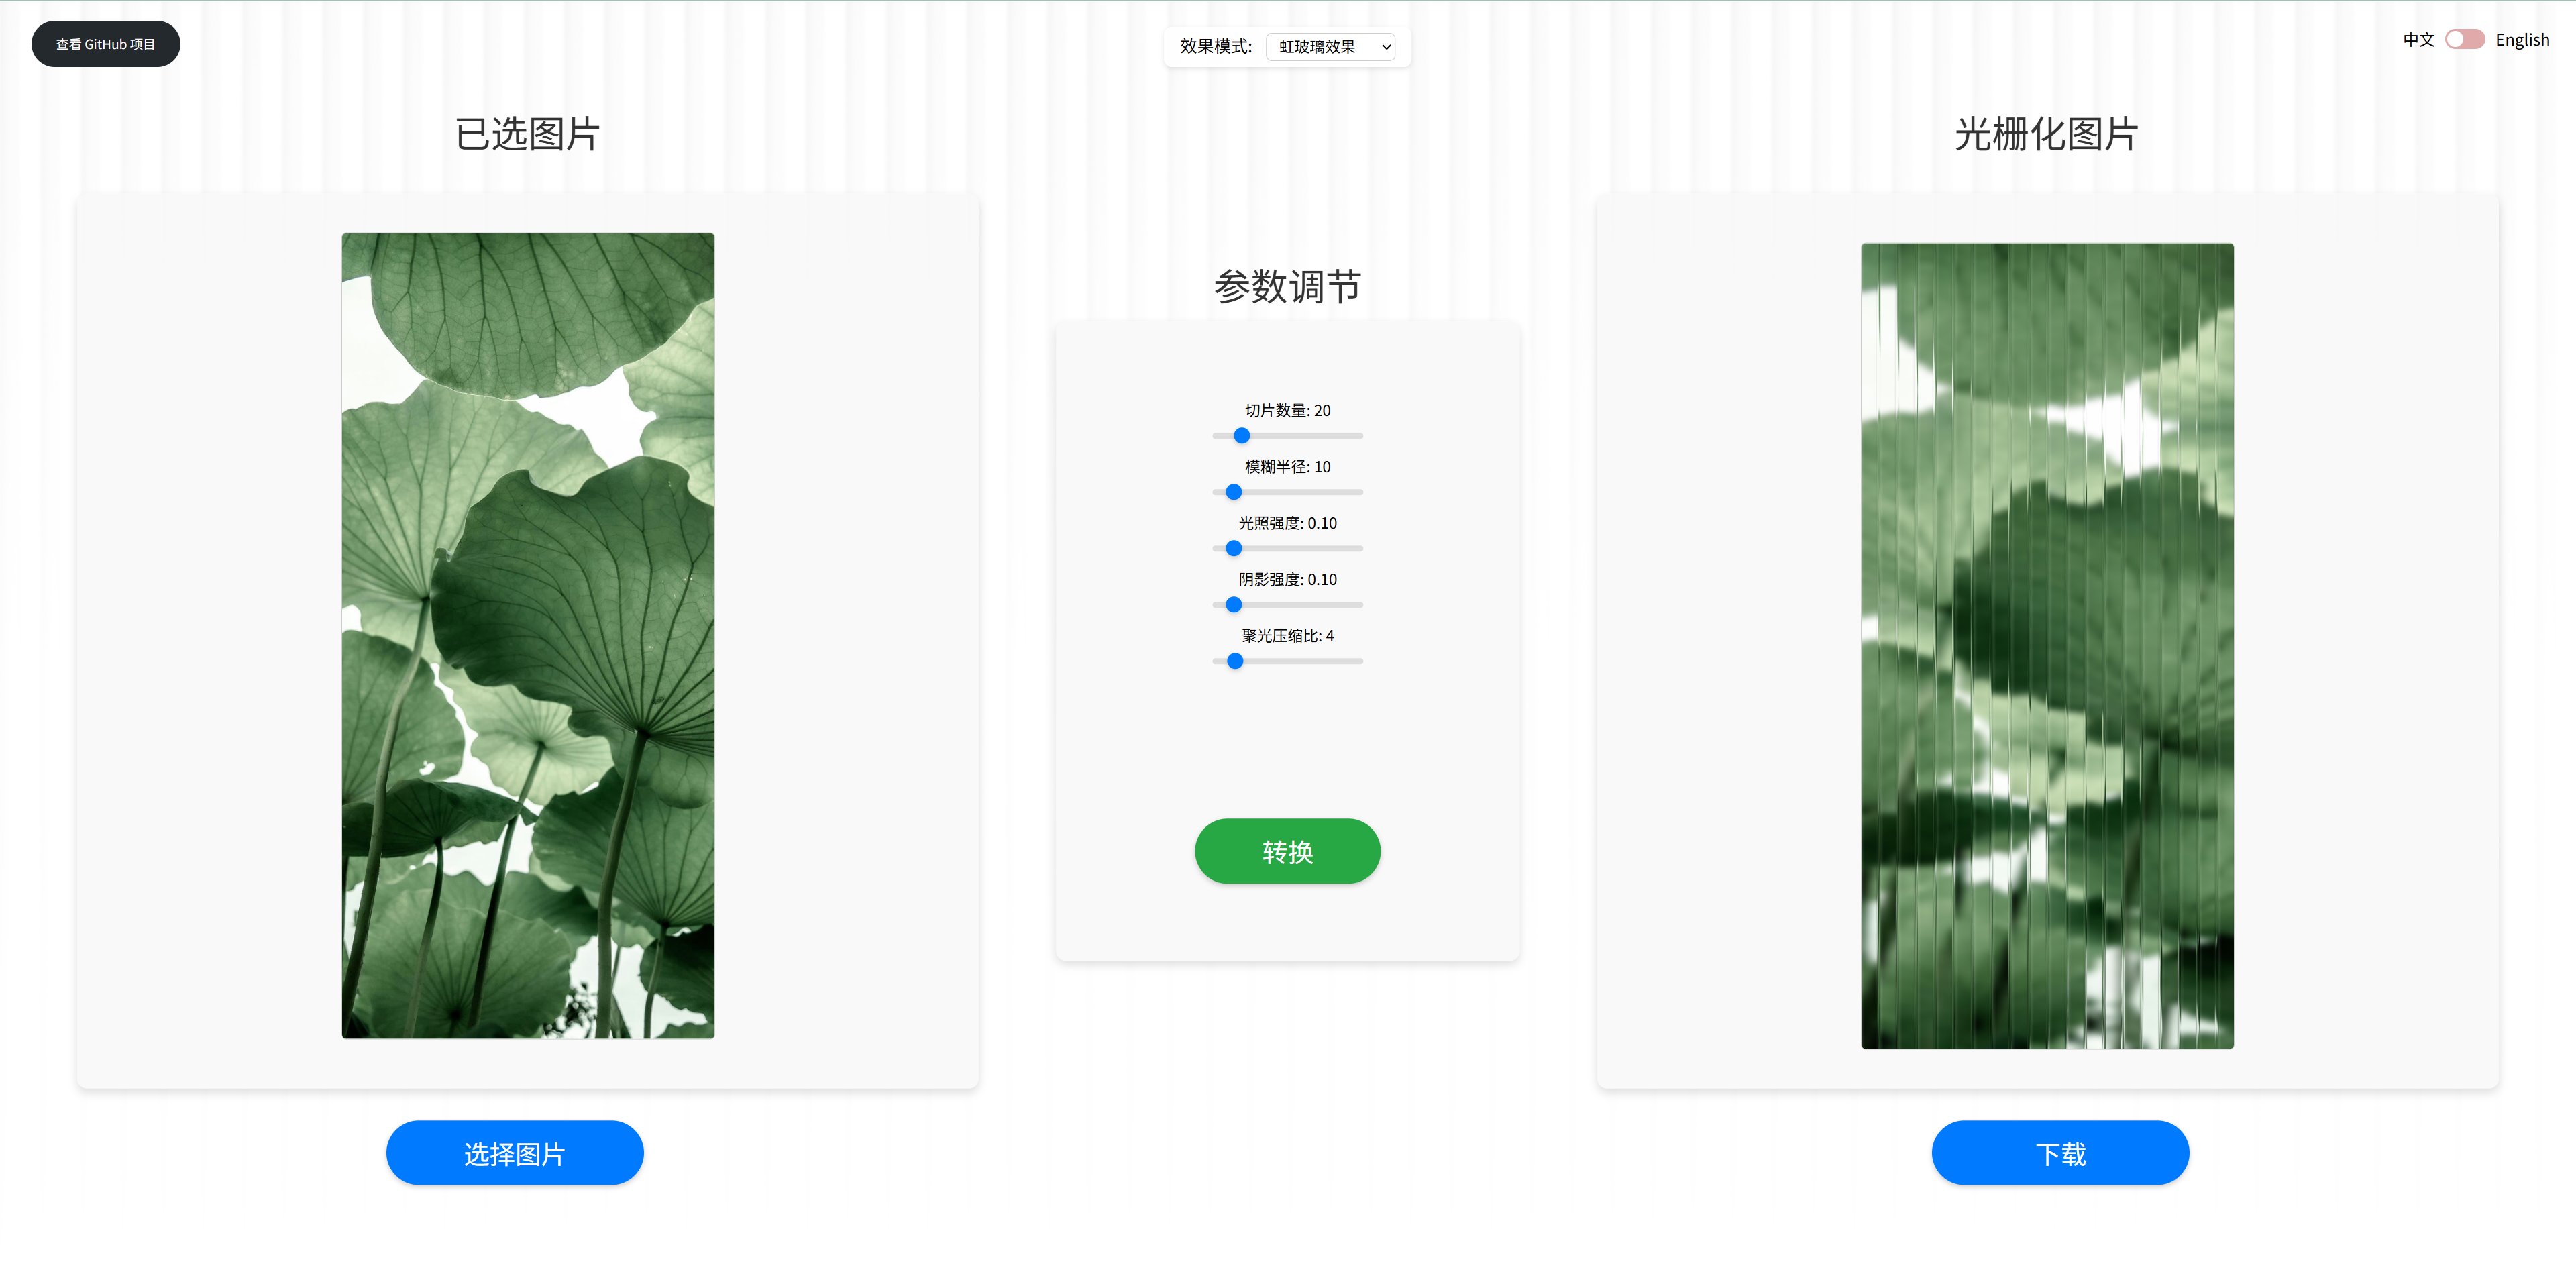 查看 GitHub 项目
效果模式:
虹玻璃效果
中文
English
已选图片
参数调节
光栅化图片
切片数量: 20
模糊半径: 10
光照强度: 0.10
阴影强度: 0.10
聚光压缩比: 4
转换
选择图片
下载